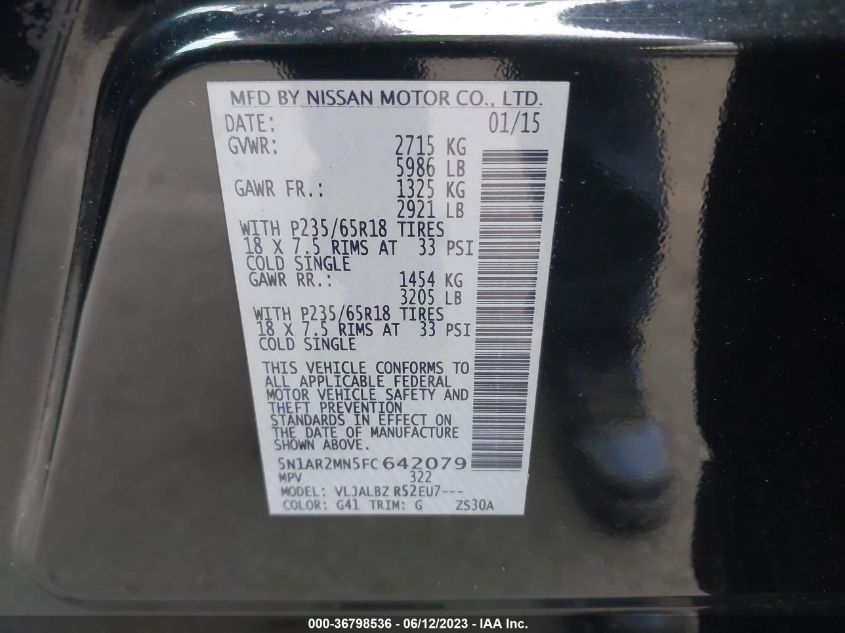 MFD BY NISSAN MOTOR CO., LTD.
DATE: 01/15
GVWR: 2715 KG
5986 LB
GAWR FR.: 1325 KG
2921 LB
WITH P235/65R18 TIRES
18 X 7.5 RIMS AT 33 PSI
COLD SINGLE
GAWR RR.: 1454 KG
3205 LB
WITH P235/65R18 TIRES
18 X 7.5 RIMS AT 33 PSI
COLD SINGLE
THIS VEHICLE CONFORMS TO
ALL APPLICABLE FEDERAL
MOTOR VEHICLE SAFETY AND
THEFT PREVENTION
STANDARDS IN EFFECT ON
THE DATE OF MANUFACTURE
SHOWN ABOVE.
5N1AR2MN5FC642079
MPV 322
MODEL: VLJALBZ R52EU7---
COLOR: G41 TRIM: G ZS30A
000-36798536 - 06/12/2023 - IAA Inc.